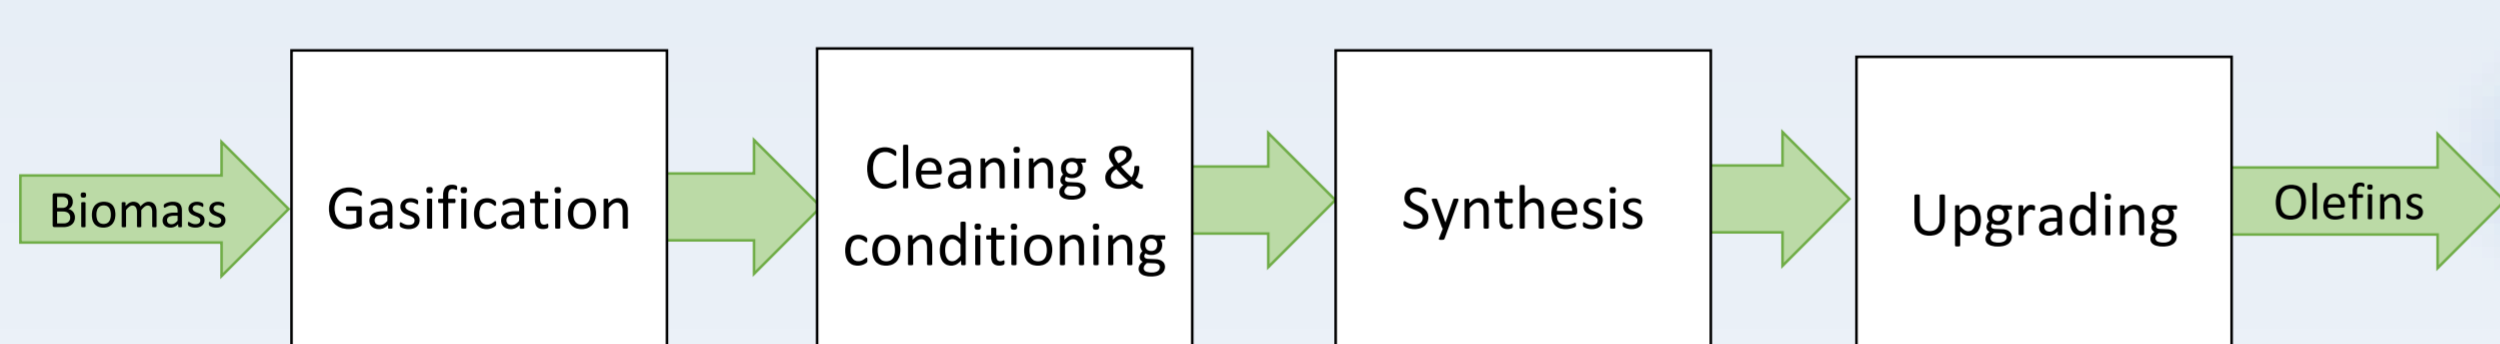 Biomass
Gasification
Cleaning &
conditioning
Synthesis
Upgrading
Olefins